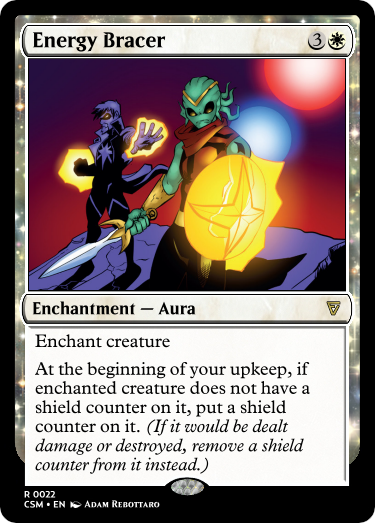 Energy Bracer 3
Enchantment — Aura
Enchant creature
At the beginning of your upkeep, if
enchanted creature does not have a
shield counter on it, put a shield
counter on it. (If it would be dealt
damage or destroyed, remove a shield
counter from it instead.)
R 0022
CSM • EN Adam Rebottaro